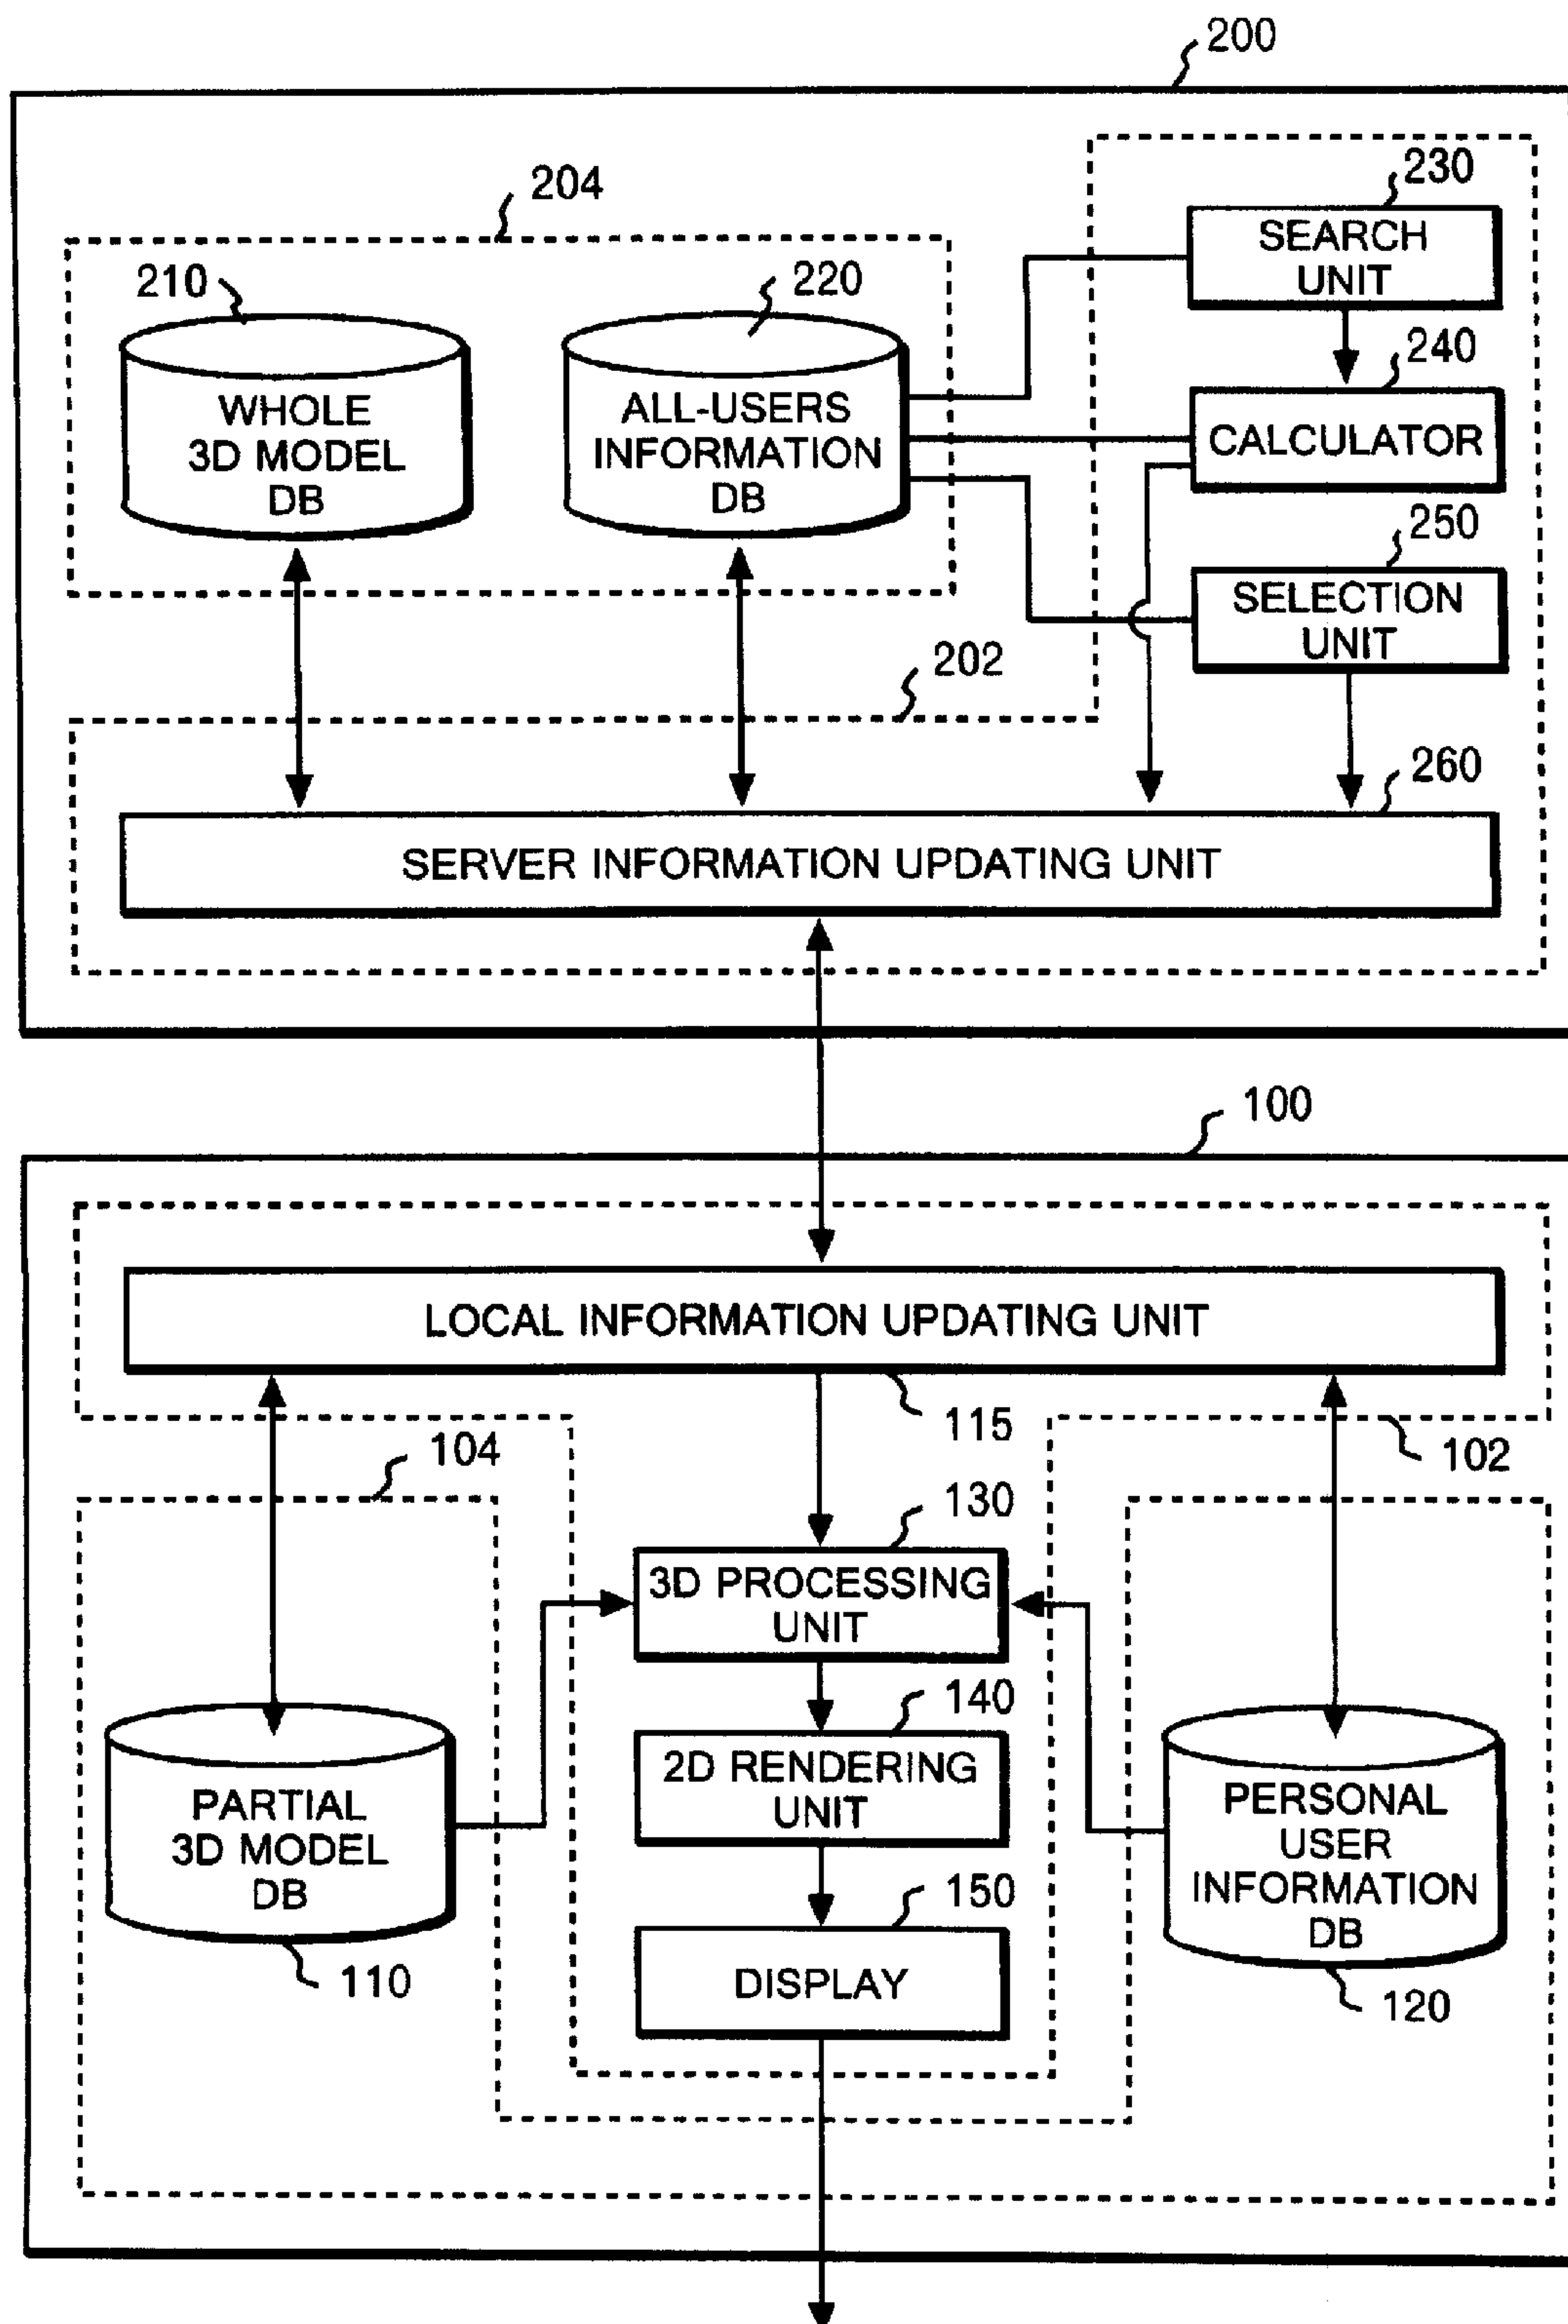 200
204
230
SEARCH
UNIT
210
220
240
WHOLE
3D MODEL
DB
ALL-USERS
INFORMATION
DB
CALCULATOR
250
SELECTION
UNIT
202
260
SERVER INFORMATION UPDATING UNIT
100
LOCAL INFORMATION UPDATING UNIT
115
102
104
130
3D PROCESSING
UNIT
140
2D RENDERING
UNIT
PARTIAL
3D MODEL
DB
PERSONAL
USER
INFORMATION
DB
150
DISPLAY
110
120